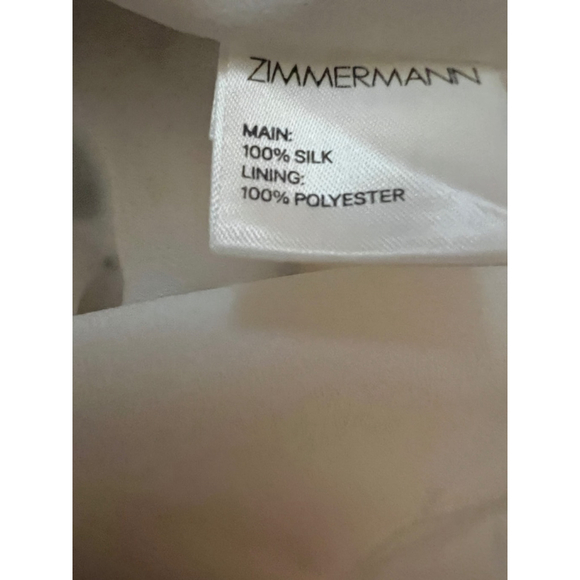 ZIMMERMANN
MAIN:
100% SILK
LINING:
100% POLYESTER